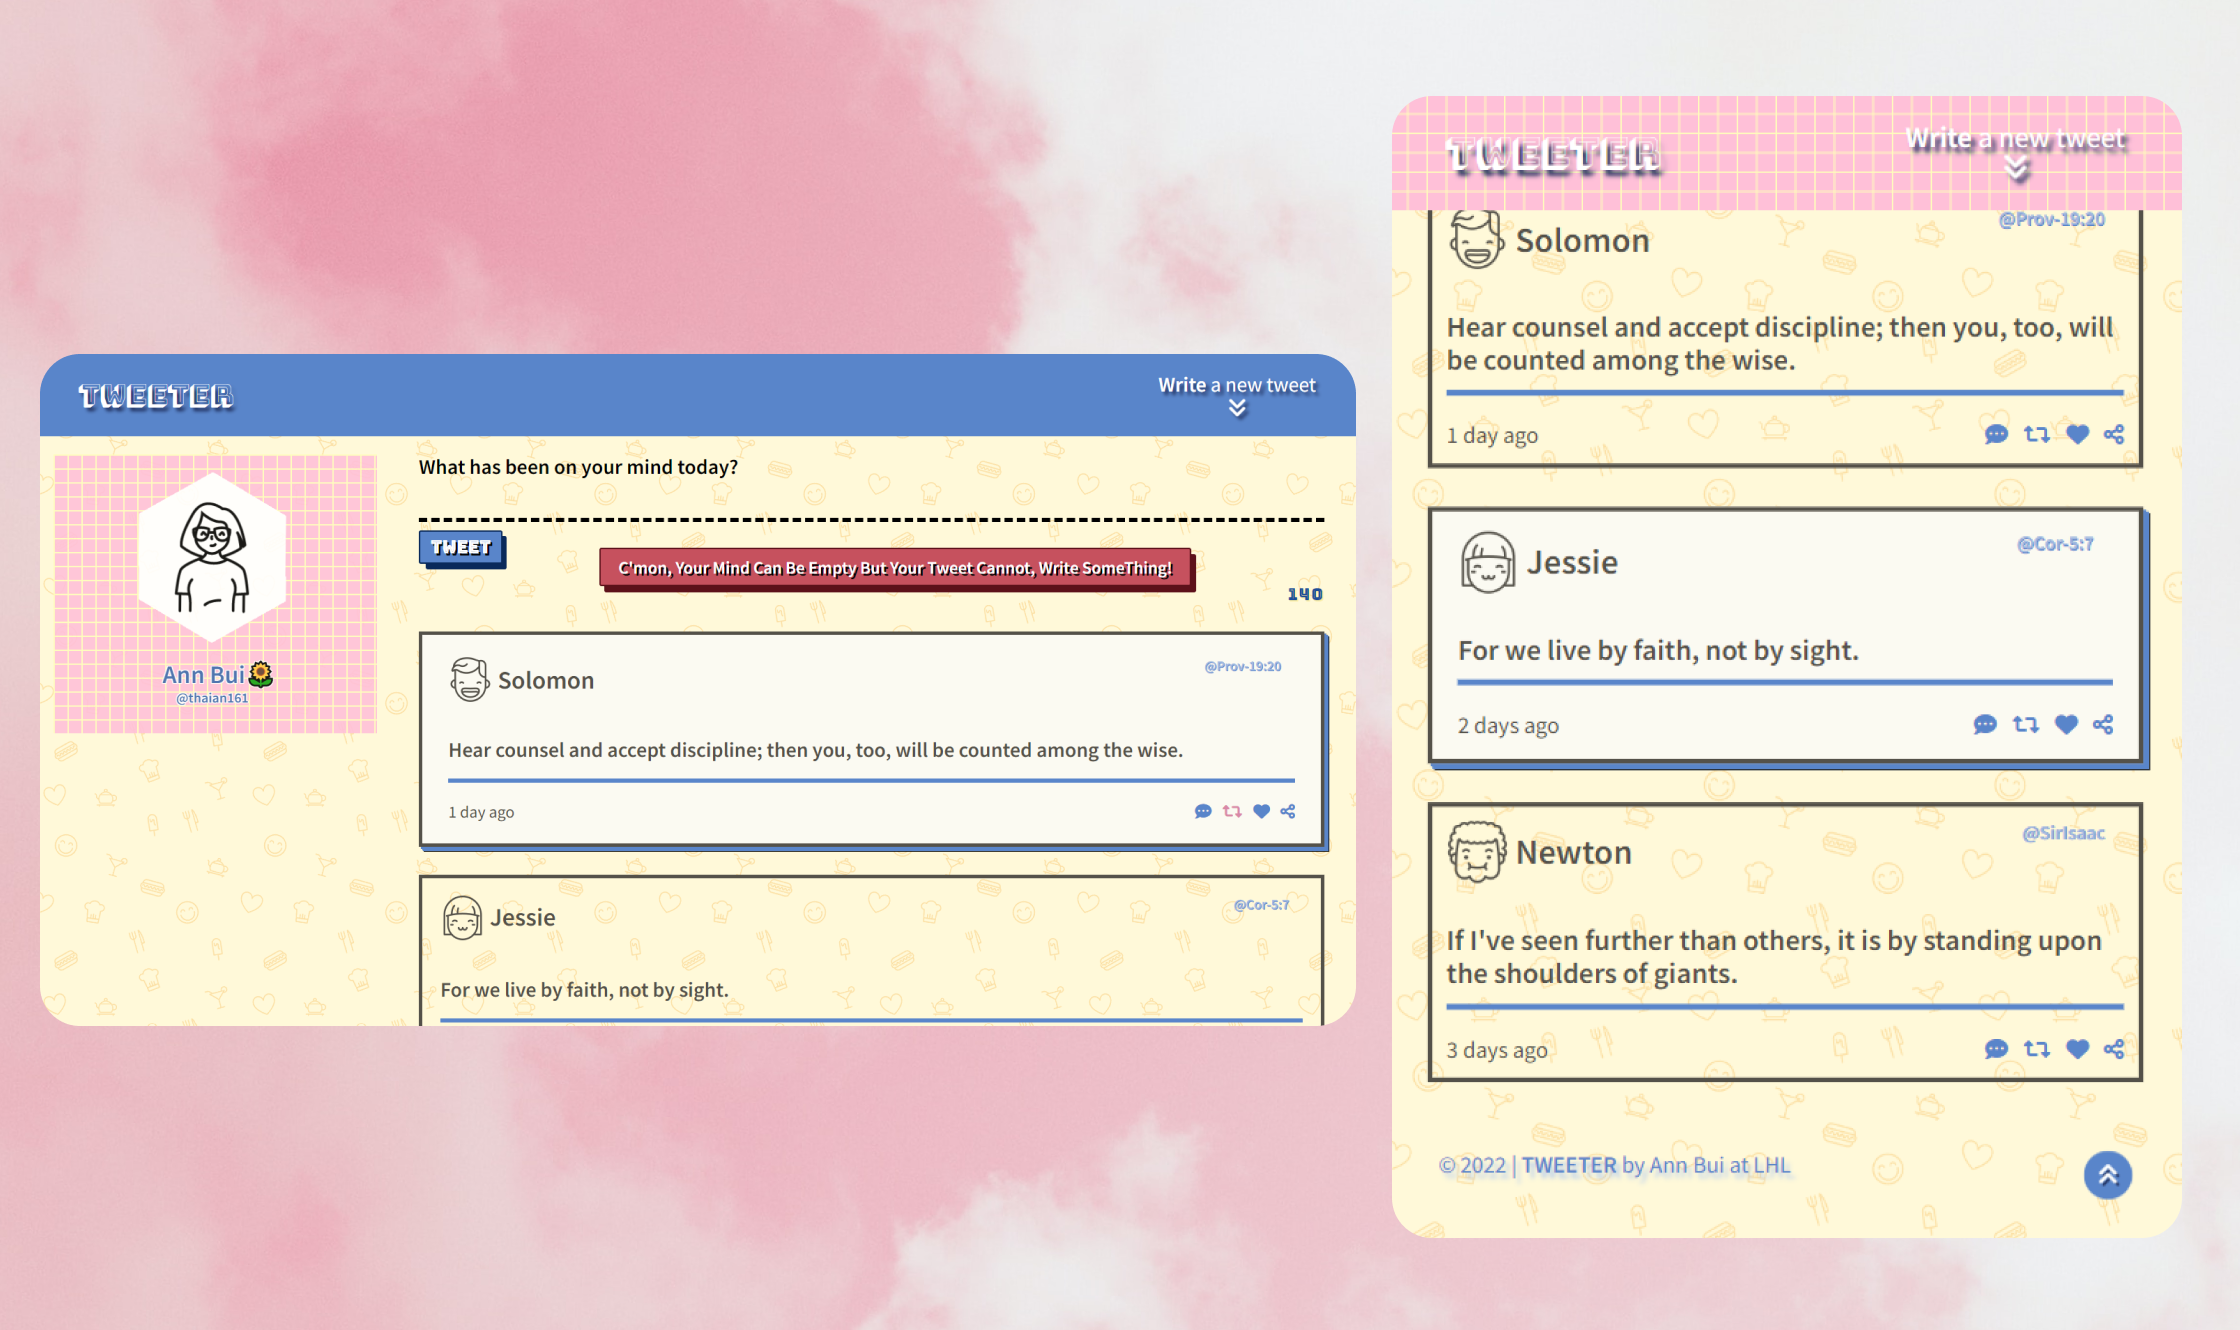 TWEETER
Write a new tweet
Ann Bui
@thaian161
What has been on your mind today?
TWEET
C'mon, Your Mind Can Be Empty But Your Tweet Cannot, Write SomeThing!
140
Solomon
@Prov-19:20
Hear counsel and accept discipline; then you, too, will be counted among the wise.
1 day ago
Jessie
@Cor-5:7
For we live by faith, not by sight.
TWEETER
Write a new tweet
Solomon
@Prov-19:20
Hear counsel and accept discipline; then you, too, will
be counted among the wise.
1 day ago
Jessie
@Cor-5:7
For we live by faith, not by sight.
2 days ago
Newton
@SirIsaac
If I've seen further than others, it is by standing upon
the shoulders of giants.
3 days ago
© 2022 | TWEETER by Ann Bui at LHL